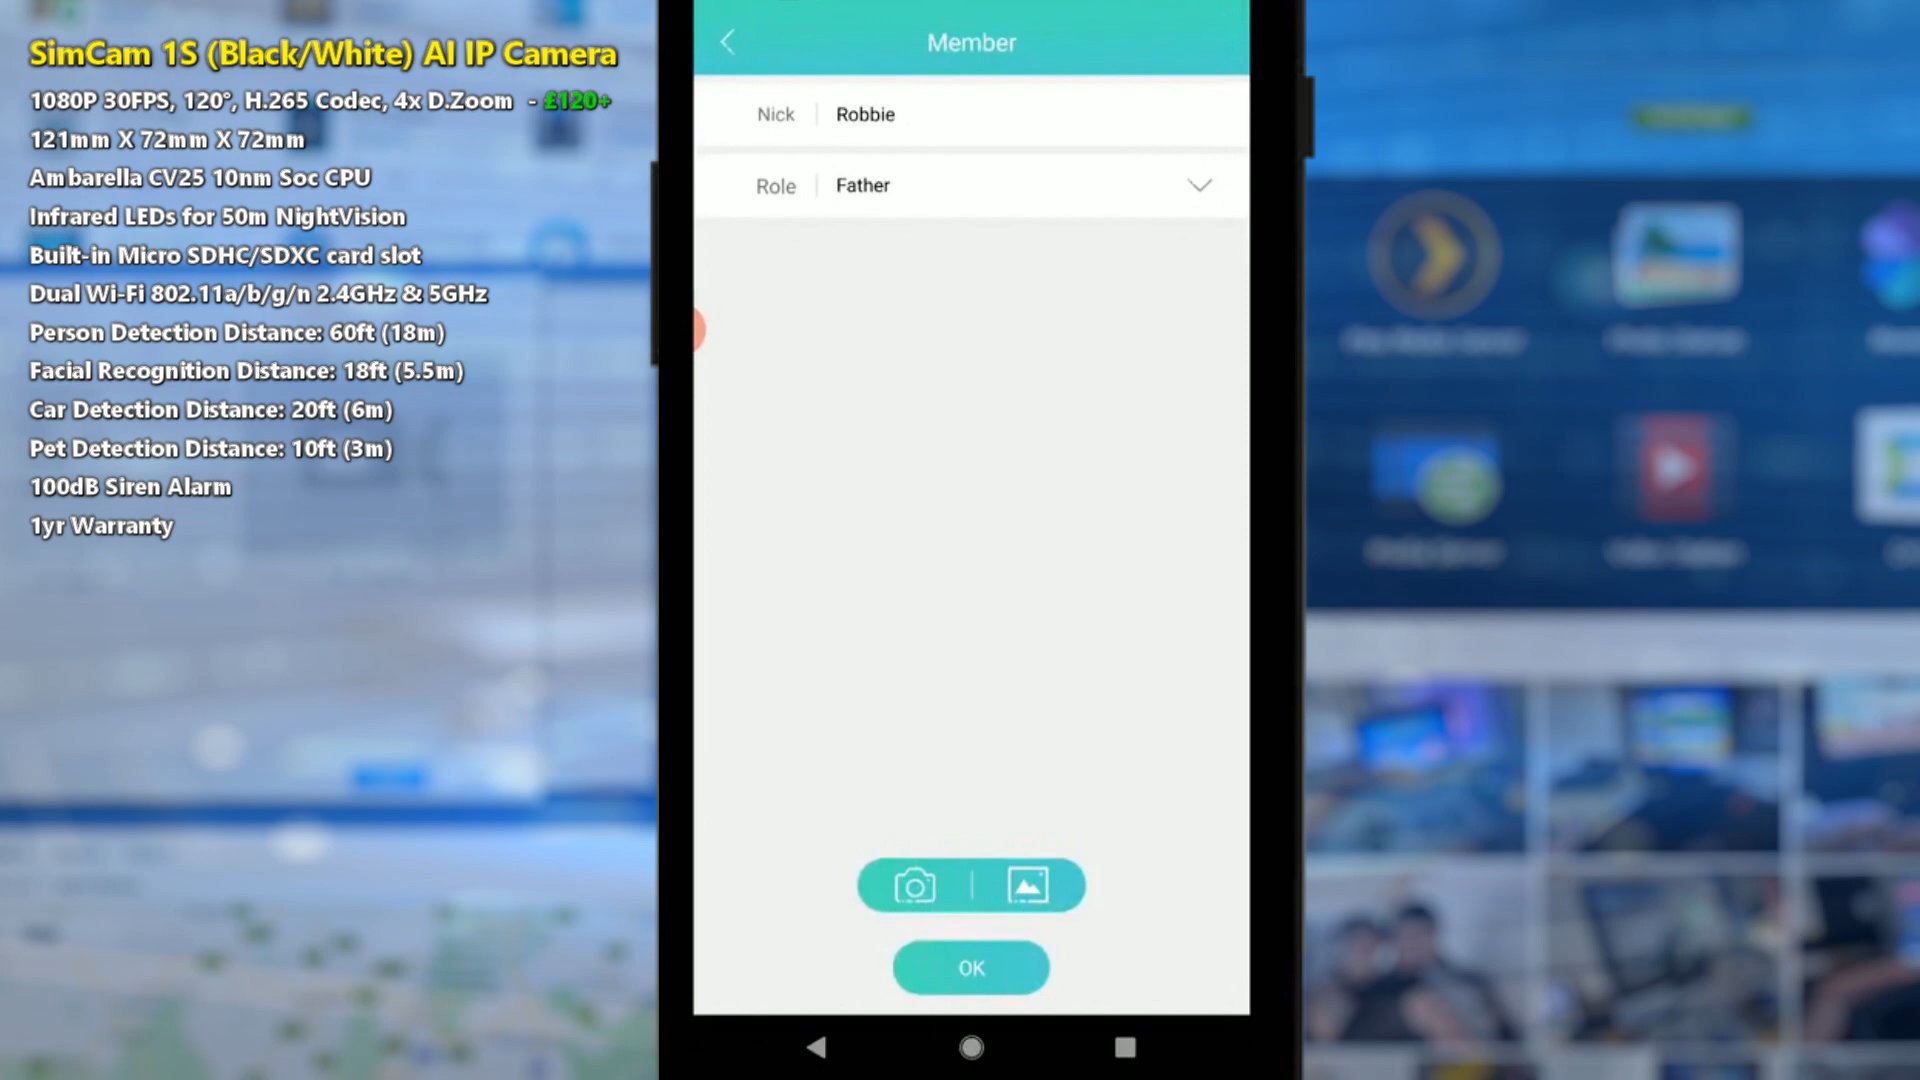 SimCam 1S (Black/White) AI IP Camera
1080P 30FPS, 120°, H.265 Codec, 4x D.Zoom - £120+
121mm X 72mm X 72mm
Ambarella CV25 10nm Soc CPU
Infrared LEDs for 50m NightVision
Built-in Micro SDHC/SDXC card slot
Dual Wi-Fi 802.11a/b/g/n 2.4GHz & 5GHz
Person Detection Distance: 60ft (18m)
Facial Recognition Distance: 18ft (5.5m)
Car Detection Distance: 20ft (6m)
Pet Detection Distance: 10ft (3m)
100dB Siren Alarm
1yr Warranty
Member
Nick Robbie
Role Father
OK